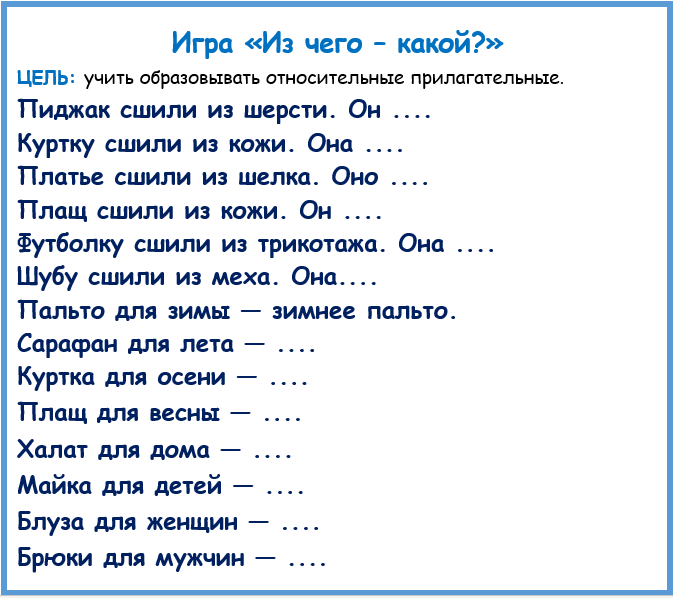 Игра «Из чего – какой?»
ЦЕЛЬ: учить образовывать относительные прилагательные.
Пиджак сшили из шерсти. Он ....
Куртку сшили из кожи. Она ....
Платье сшили из шелка. Оно ....
Плащ сшили из кожи. Он ....
Футболку сшили из трикотажа. Она ....
Шубу сшили из меха. Она....
Пальто для зимы — зимнее пальто.
Сарафан для лета — ....
Куртка для осени — ....
Плащ для весны — ....
Халат для дома — ....
Майка для детей — ....
Блуза для женщин — ....
Брюки для мужчин — ....